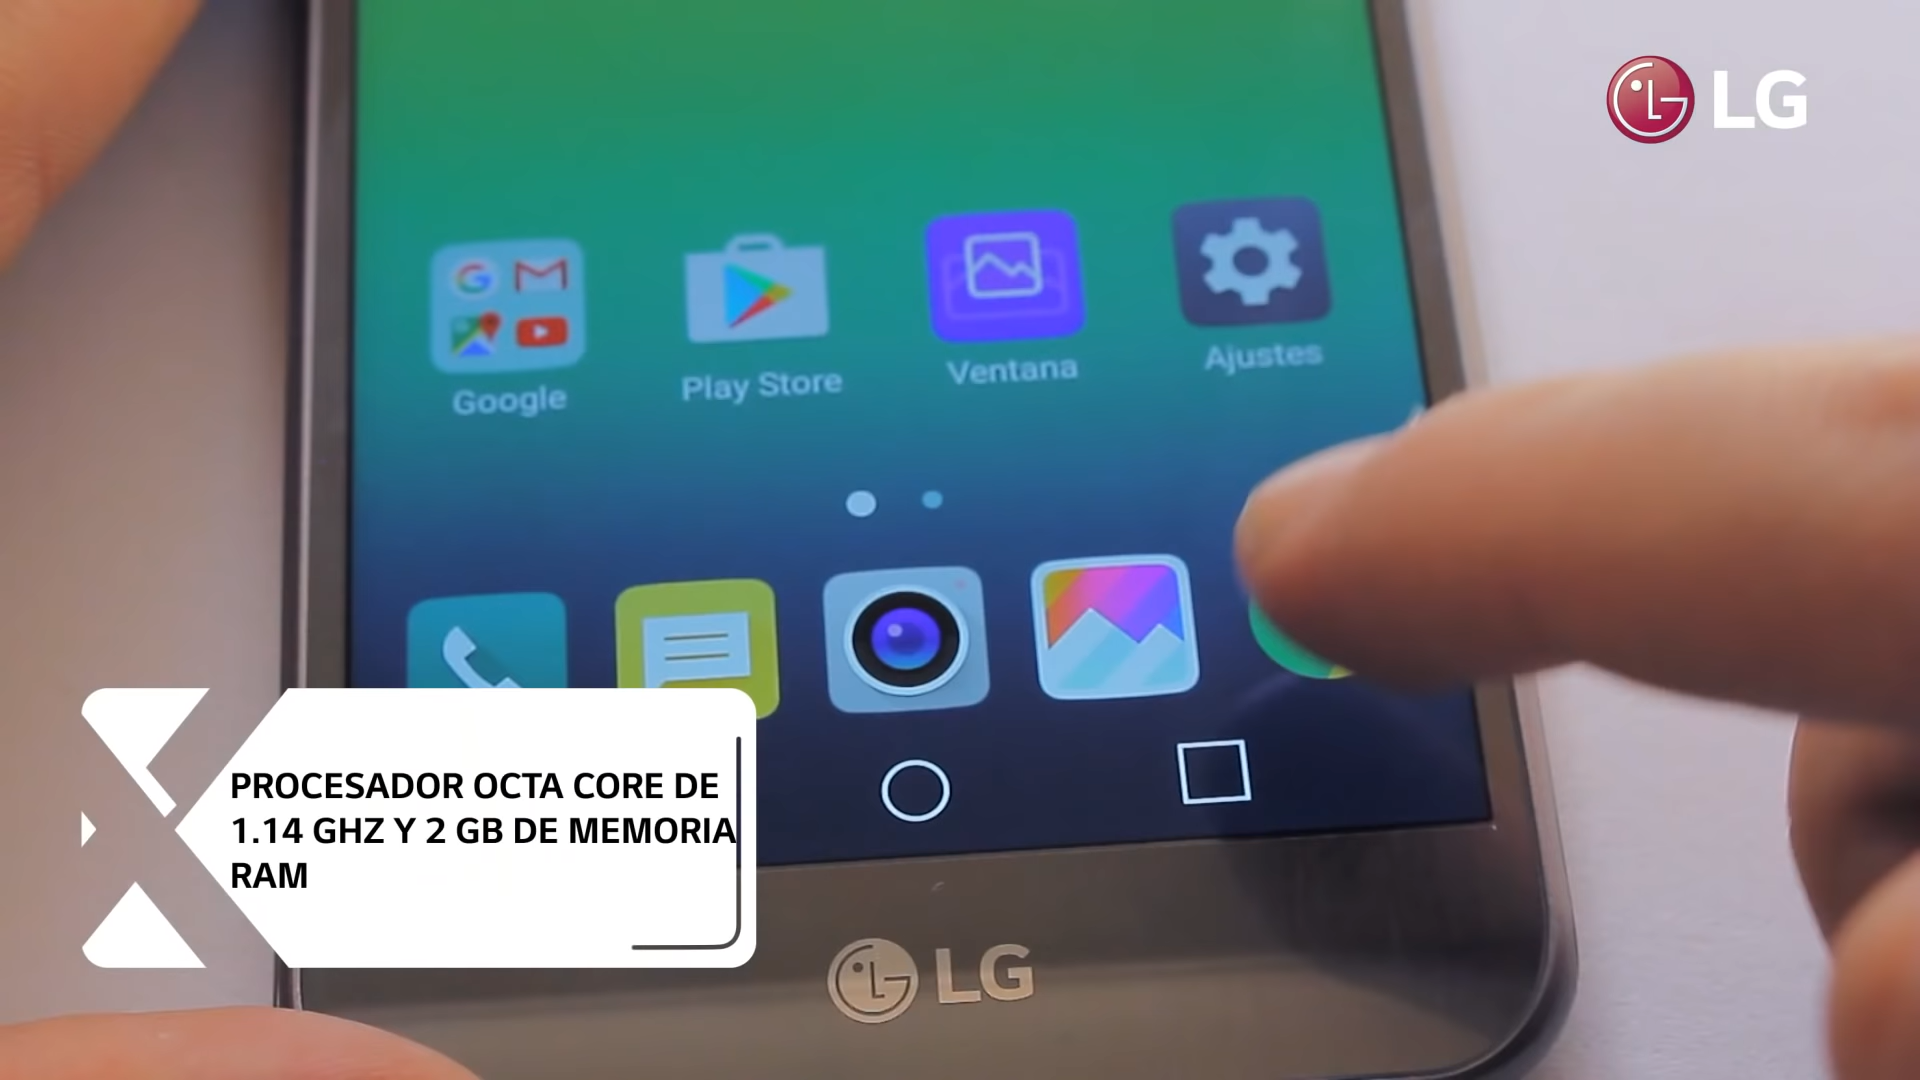 LG
Google
Play Store
Ventana
Ajustes
PROCESADOR OCTA CORE DE
1.14 GHZ Y 2 GB DE MEMORIA
RAM
LG